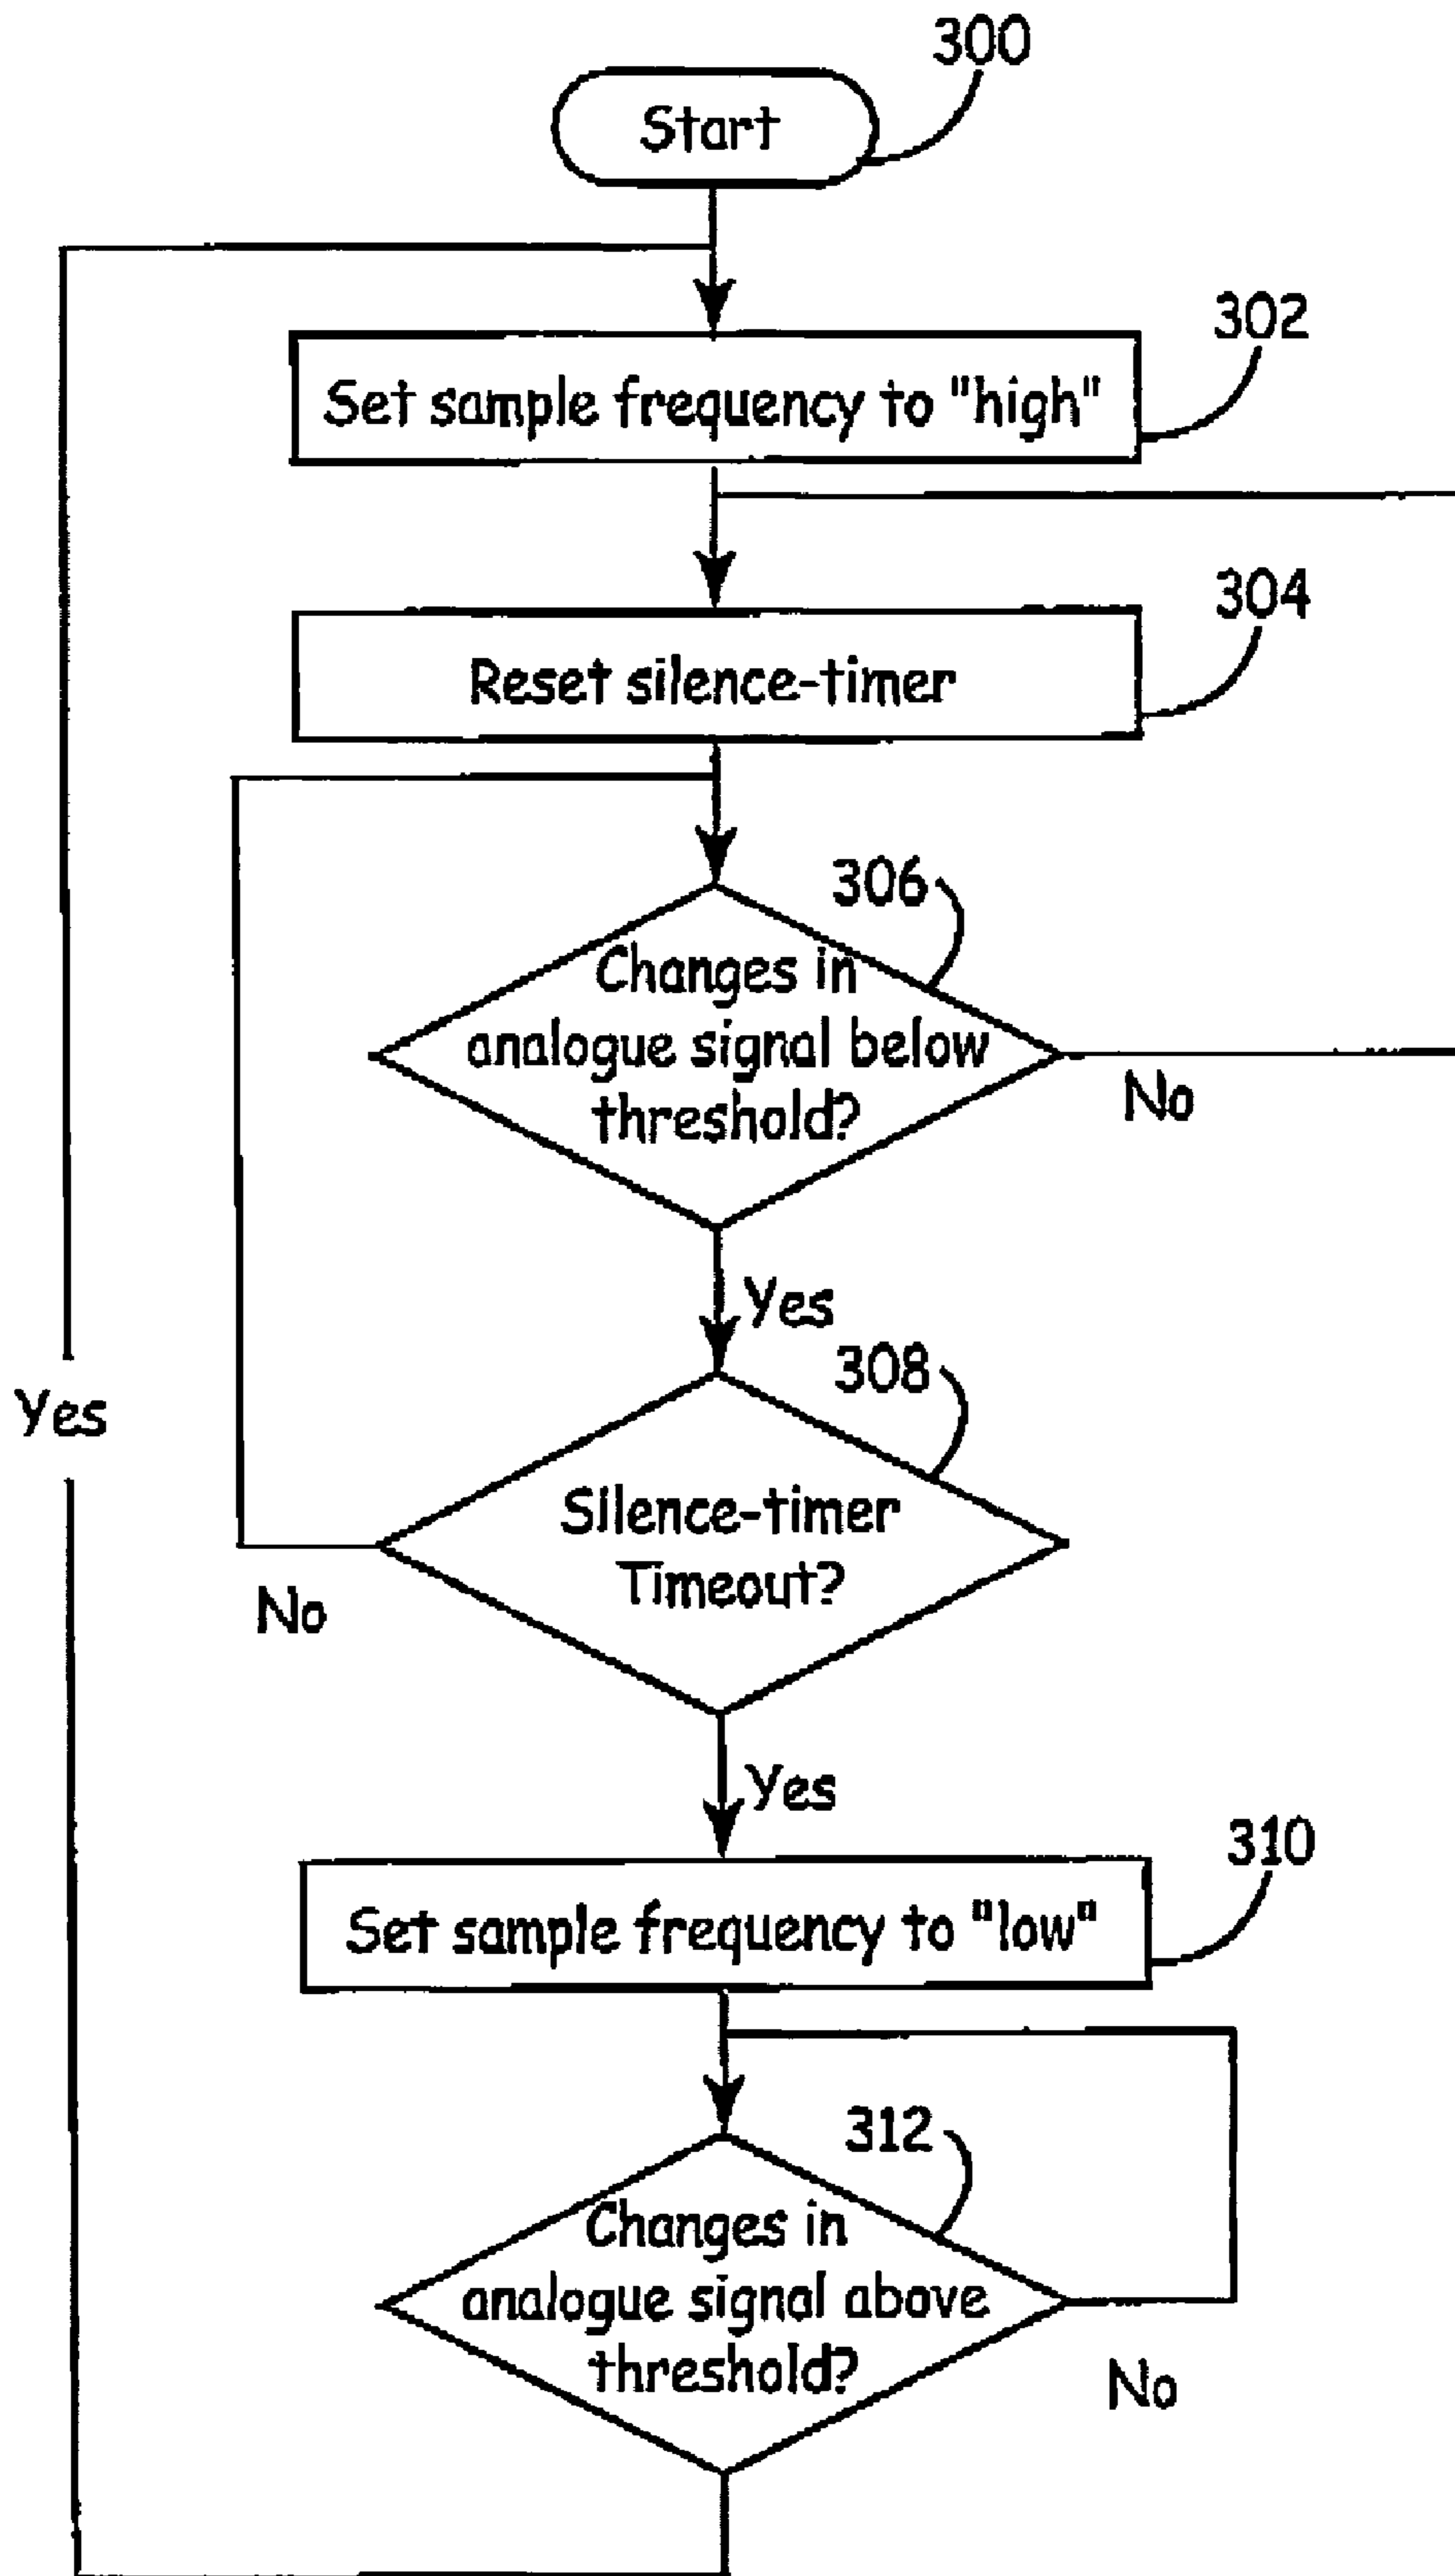 300
Start
302
Set sample frequency to "high"
304
Reset silence-timer
306
Changes in
analogue signal below
threshold?
No
Yes
308
Yes
Silence-timer
Timeout?
No
Yes
310
Set sample frequency to "low"
312
Changes in
analogue signal above
threshold?
No